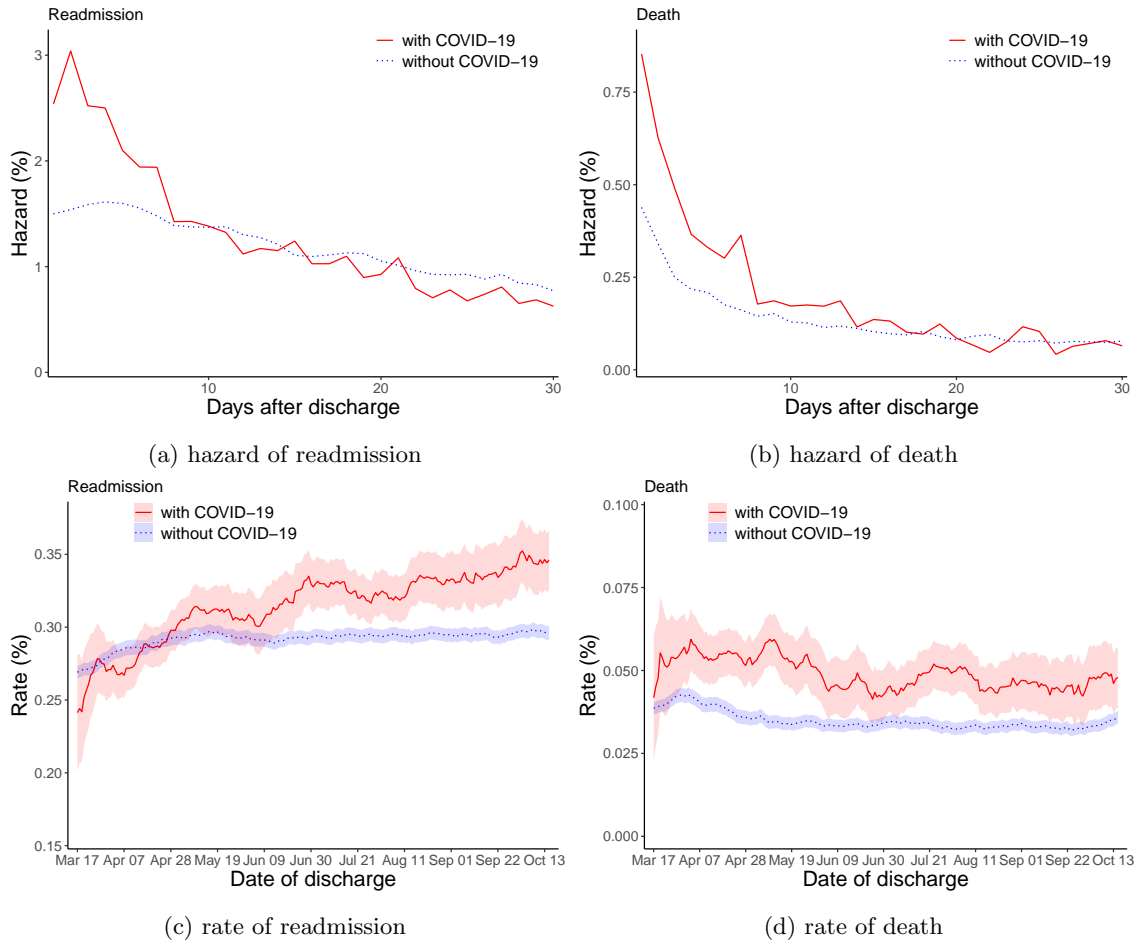 Readmission
with COVID−19
without COVID−19
3
2
1
0
Hazard (%)
10
20
30
Days after discharge
(a) hazard of readmission
Death
with COVID−19
without COVID−19
0.75
0.50
0.25
0.00
Hazard (%)
10
20
30
Days after discharge
(b) hazard of death
Readmission
with COVID−19
without COVID−19
0.35
0.30
0.25
0.20
0.15
Rate (%)
Mar 17 Apr 07 Apr 28 May 19 Jun 09 Jun 30 Jul 21 Aug 11 Sep 01 Sep 22 Oct 13
Date of discharge
(c) rate of readmission
Death
with COVID−19
without COVID−19
0.100
0.075
0.050
0.025
0.000
Rate (%)
Mar 17 Apr 07 Apr 28 May 19 Jun 09 Jun 30 Jul 21 Aug 11 Sep 01 Sep 22 Oct 13
Date of discharge
(d) rate of death